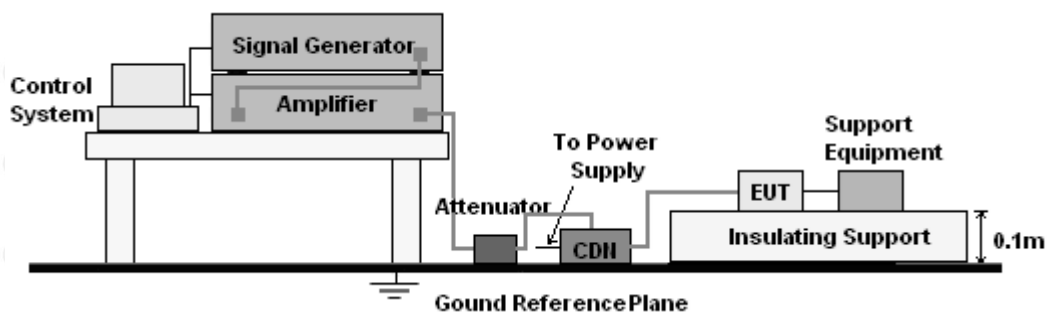 Signal Generator
Control
System
Amplifier
To Power
Supply
Support
Equipment
Attenuator
EUT
CDN
Insulating Support
0.1m
Gound Reference Plane